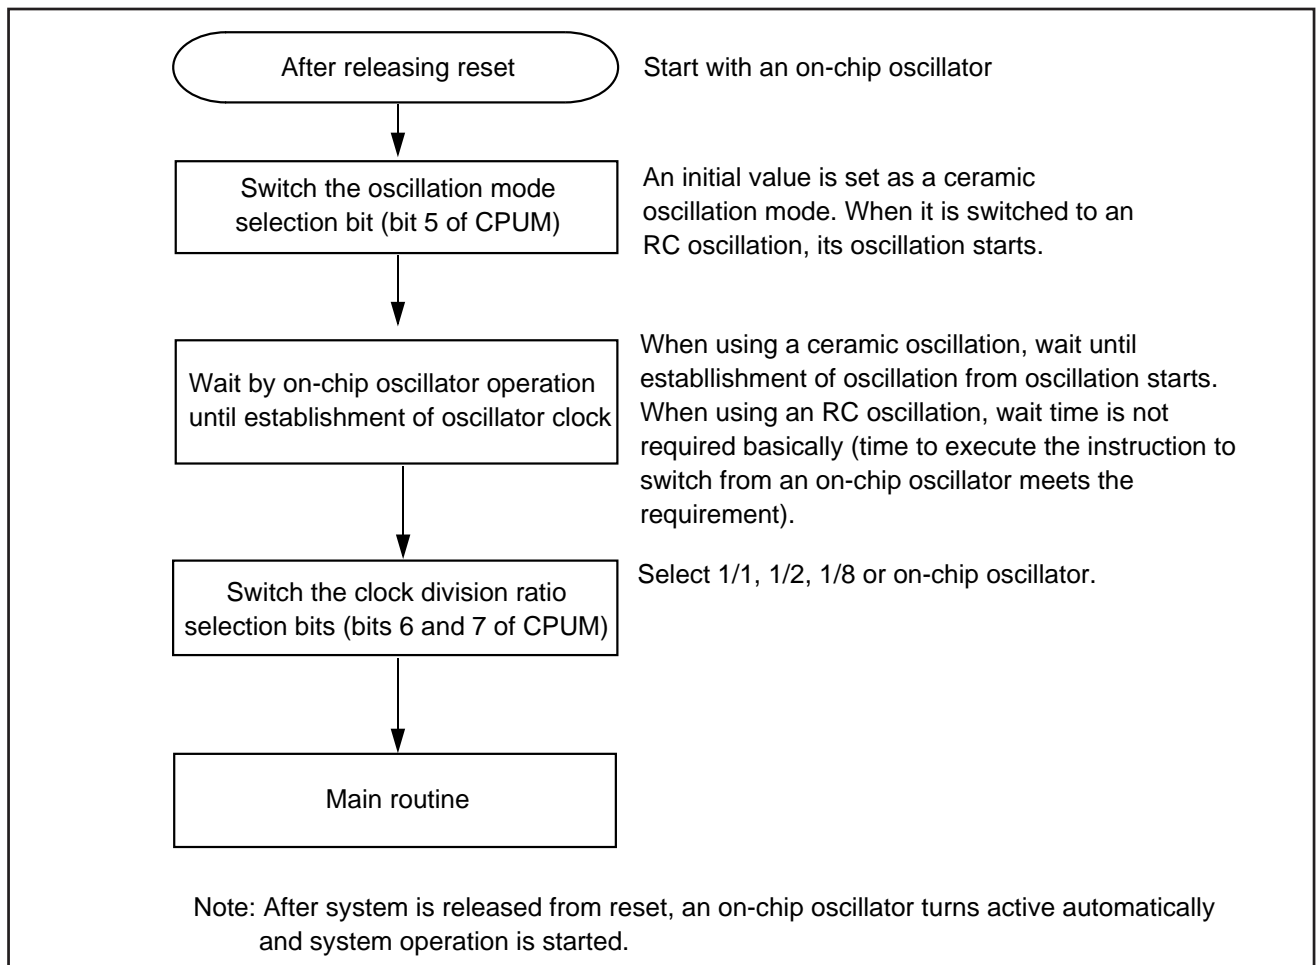 After releasing reset
Start with an on-chip oscillator
Switch the oscillation mode
selection bit (bit 5 of CPUM)
An initial value is set as a ceramic
oscillation mode. When it is switched to an
RC oscillation, its oscillation starts.
Wait by on-chip oscillator operation
until establishment of oscillator clock
When using a ceramic oscillation, wait until
establlishment of oscillation from oscillation starts.
When using an RC oscillation, wait time is not
required basically (time to execute the instruction to
switch from an on-chip oscillator meets the
requirement).
Switch the clock division ratio
selection bits (bits 6 and 7 of CPUM)
Select 1/1, 1/2, 1/8 or on-chip oscillator.
Main routine
Note: After system is released from reset, an on-chip oscillator turns active automatically
and system operation is started.